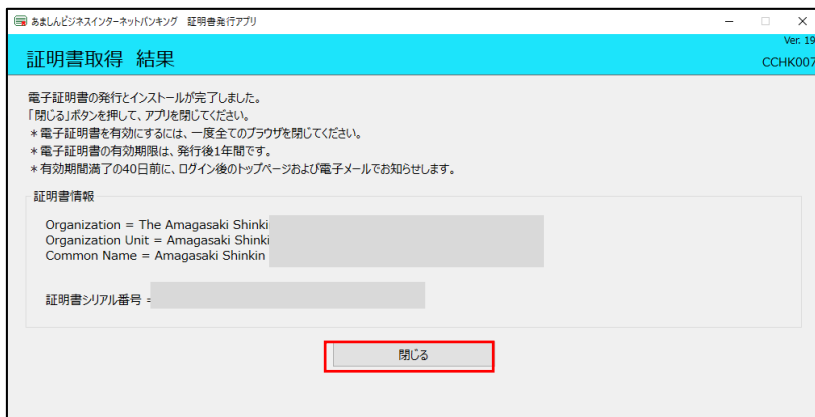 あましんビジネスインターネットバンキング　証明書発行アプリ
Ver. 19
証明書取得　結果
CCHK007
電子証明書の発行とインストールが完了しました。
「閉じる」ボタンを押して、アプリを閉じてください。
＊電子証明書を有効にするには、一度全てのブラウザを閉じてください。
＊電子証明書の有効期限は、発行後1年間です。
＊有効期間満了の40日前に、ログイン後のトップページおよび電子メールでお知らせします。
証明書情報
Organization = The Amagasaki Shinki
Organization Unit = Amagasaki Shinki
Common Name = Amagasaki Shinkin
証明書シリアル番号 =
閉じる